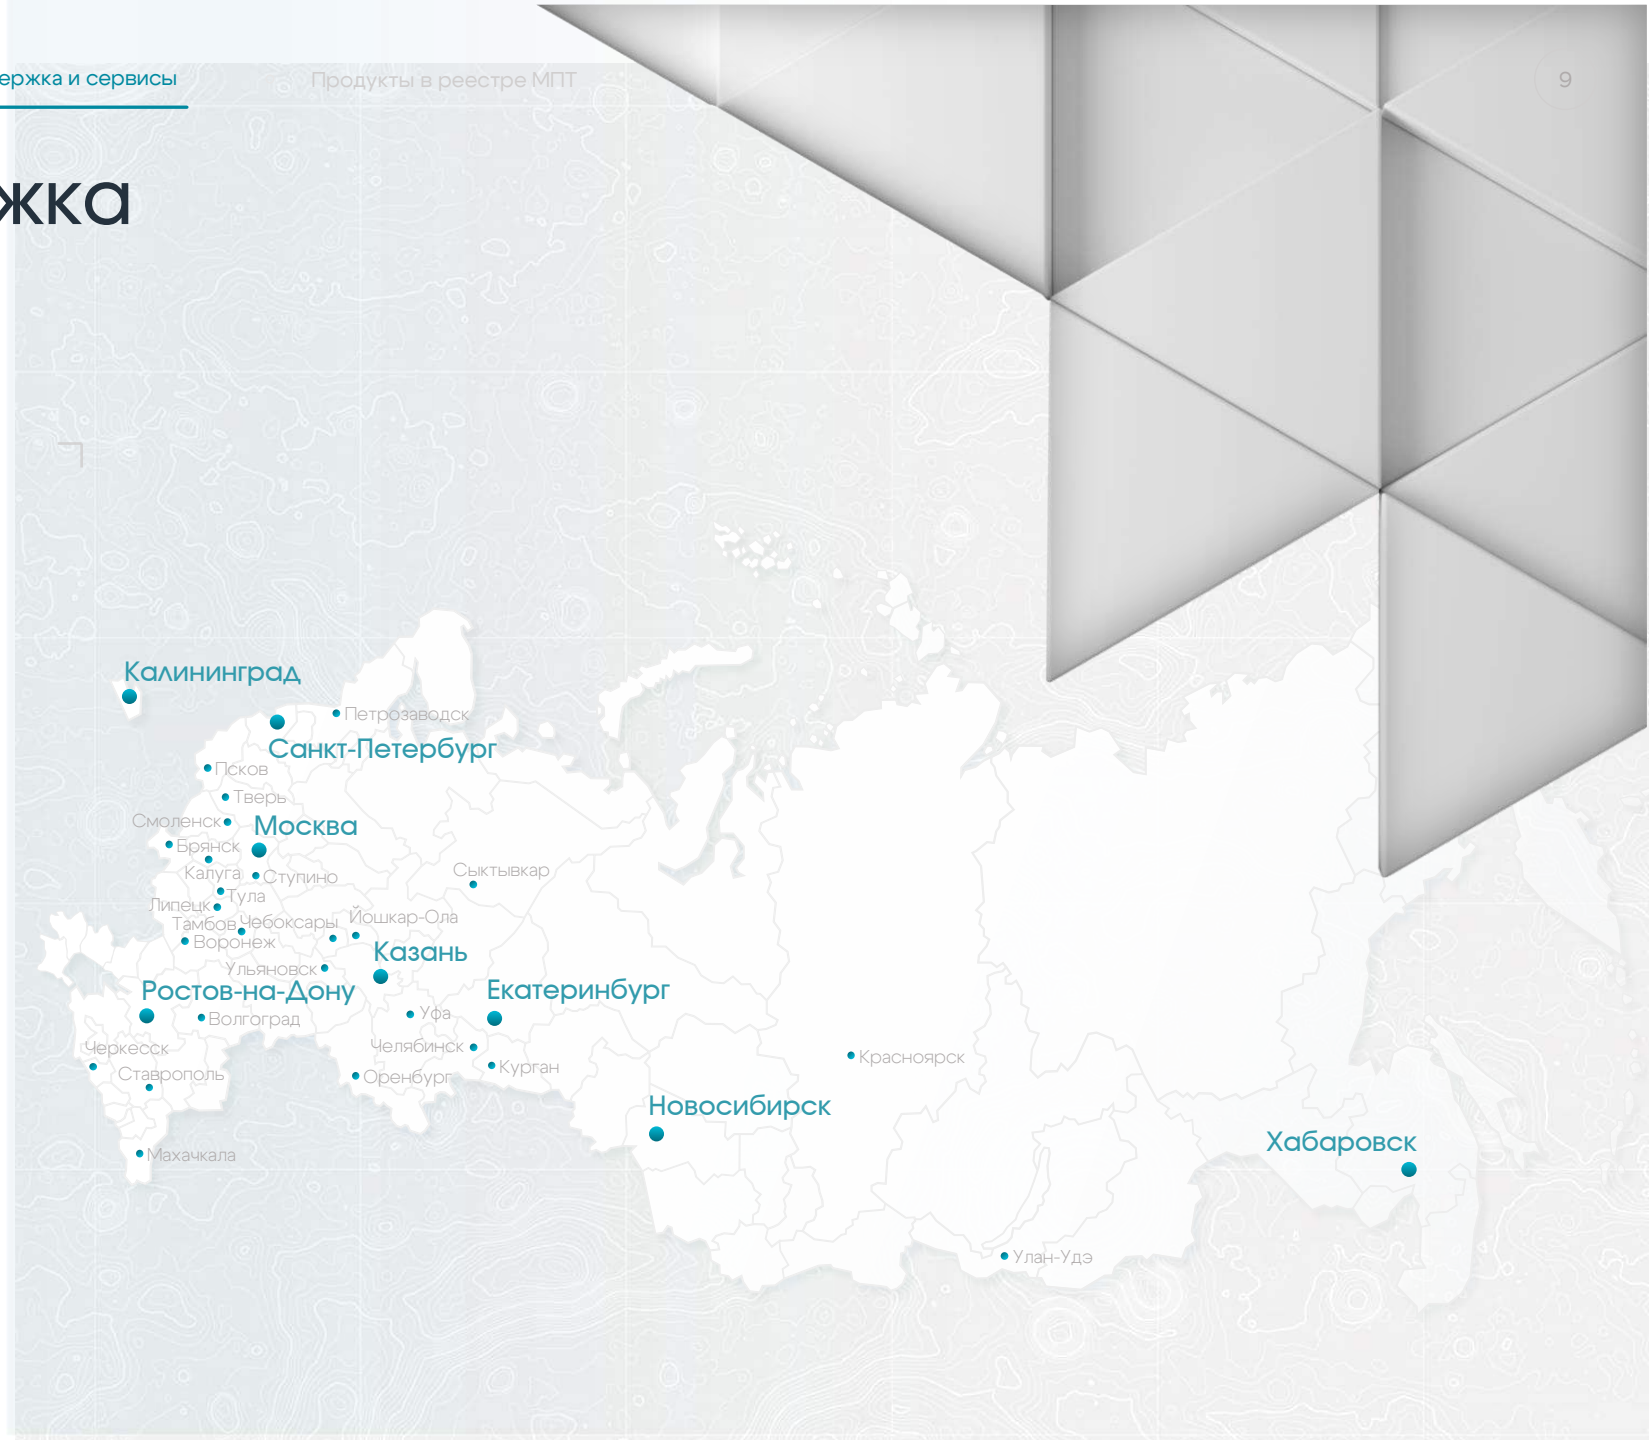 ержка и сервисы
Продукты в реестре МПТ
9
жка
Калининград
Петрозаводск
Санкт-Петербург
Псков
Тверь
Смоленск
Москва
Брянск
Калуга
Ступино
Сыктывкар
Тула
Липецк
Тамбов
Чебоксары
Йошкар-Ола
Воронеж
Казань
Ульяновск
Ростов-на-Дону
Екатеринбург
Волгоград
Уфа
Черкесск
Челябинск
Красноярск
Ставрополь
Оренбург
Курган
Новосибирск
Хабаровск
Махачкала
Улан-Удэ